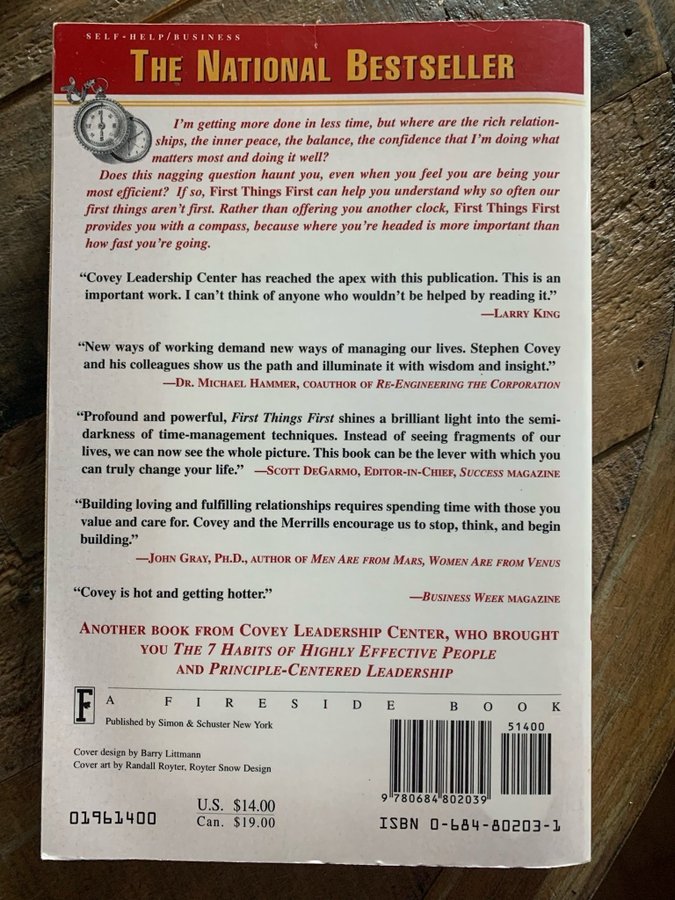 SELF-HELP/BUSINESS
THE NATIONAL BESTSELLER
I'm getting more done in less time, but where are the rich relation-
ships, the inner peace, the balance, the confidence that I'm doing what
matters most and doing it well?
Does this nagging question haunt you, even when you feel you are being your
most efficient? If so, First Things First can help you understand why so often our
first things aren't first. Rather than offering you another clock, First Things First
provides you with a compass, because where you're headed is more important than
how fast you're going.
“Covey Leadership Center has reached the apex with this publication. This is an
important work. I can't think of anyone who wouldn't be helped by reading it.”
—LARRY KING
“New ways of working demand new ways of managing our lives. Stephen Covey
and his colleagues show us the path and illuminate it with wisdom and insight.”
—DR. MICHAEL HAMMER, COAUTHOR OF RE-ENGINEERING THE CORPORATION
“Profound and powerful, First Things First shines a brilliant light into the semi-
darkness of time-management techniques. Instead of seeing fragments of our
lives, we can now see the whole picture. This book can be the lever with which you
can truly change your life.” —SCOTT DEGARMO, EDITOR-IN-CHIEF, SUCCESS MAGAZINE
“Building loving and fulfilling relationships requires spending time with those you
value and care for. Covey and the Merrills encourage us to stop, think, and begin
building.”
—JOHN GRAY, PH.D., AUTHOR OF MEN ARE FROM MARS, WOMEN ARE FROM VENUS
“Covey is hot and getting hotter.” —BUSINESS WEEK MAGAZINE
ANOTHER BOOK FROM COVEY LEADERSHIP CENTER, WHO BROUGHT
YOU THE 7 HABITS OF HIGHLY EFFECTIVE PEOPLE
AND PRINCIPLE-CENTERED LEADERSHIP
F A FIRESIDE BOOK
Published by Simon & Schuster New York
Cover design by Barry Littmann
Cover art by Randall Royter, Royter Snow Design
01961400
U.S. $14.00
Can. $19.00
51400
9 780684 802039
ISBN 0-684-80203-1